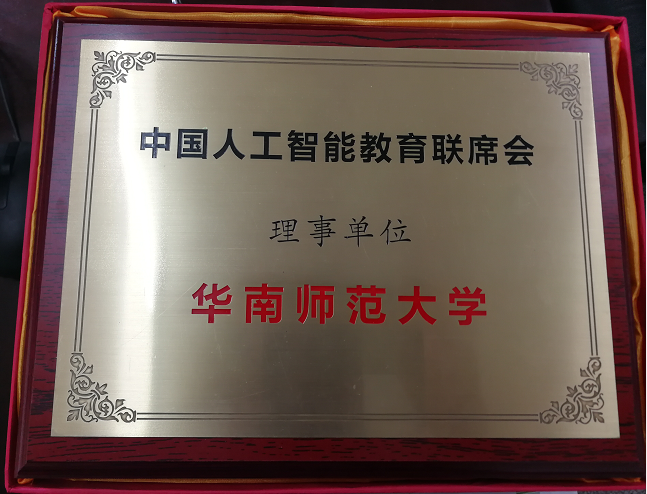 中国人工智能教育联席会
理事单位
华南师范大学